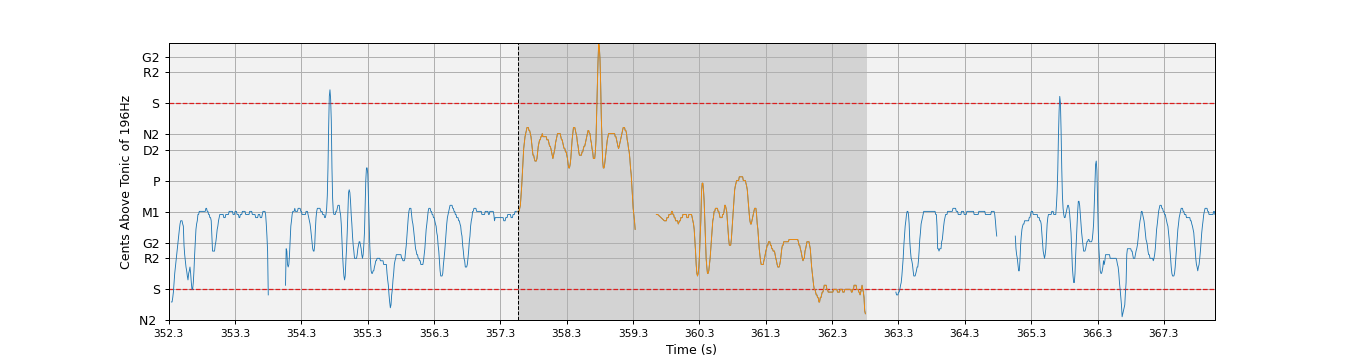 Cents Above Tonic of 196Hz
G2
R2
S
N2
D2
P
M1
G2
R2
S
N2
352.3 353.3 354.3 355.3 356.3 357.3 358.3 359.3 360.3 361.3 362.3 363.3 364.3 365.3 366.3 367.3
Time (s)